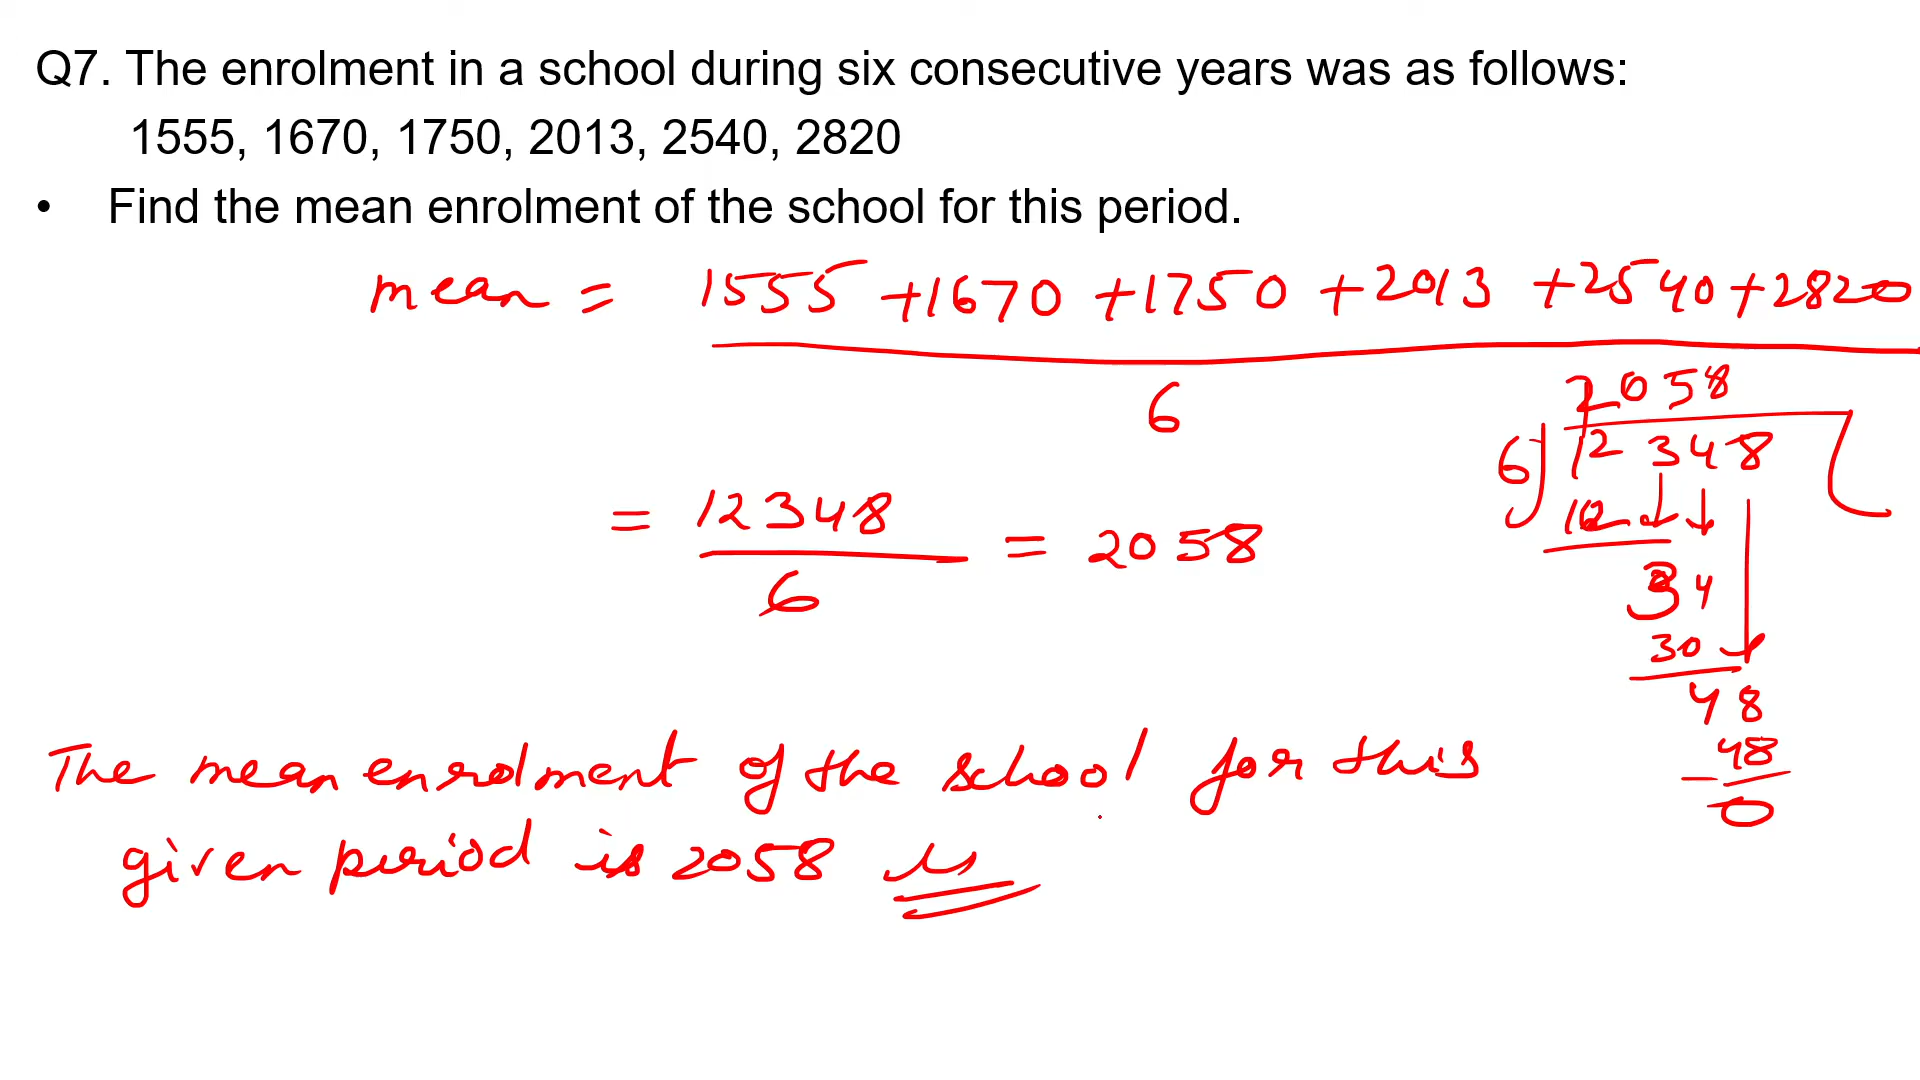 Q7. The enrolment in a school during six consecutive years was as follows:
1555, 1670, 1750, 2013, 2540, 2820
• Find the mean enrolment of the school for this period.
mean = 1555 +1670 +1750 +2013 +2540 +2820
6
= 12348
6
= 2058
2058
6) 12348
12
34
30
48
48
0
The mean enrolment of the school for this
given period is 2058